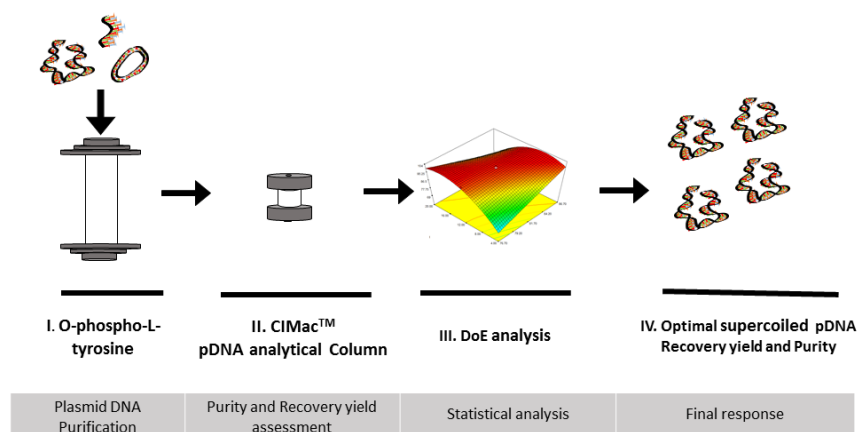 I. O-phospho-L-
tyrosine
II. CIMac™
pDNA analytical Column
III. DoE analysis
IV. Optimal supercoiled pDNA
Recovery yield and Purity
Plasmid DNA
Purification
Purity and Recovery yield
assessment
Statistical analysis
Final response